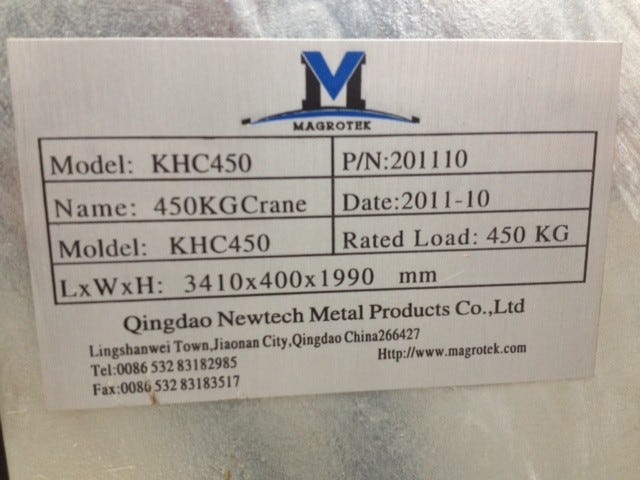 MAGROTEK
Model: KHC450 P/N:201110
Name: 450KGCrane Date:2011-10
Moldel: KHC450 Rated Load: 450 KG
LxWxH: 3410x400x1990 mm
Qingdao Newtech Metal Products Co.,Ltd
Lingshanwei Town,Jiaonan City,Qingdao China266427
Tel:0086 532 83182985 Http://www.magrotek.com
Fax:0086 532 83183517